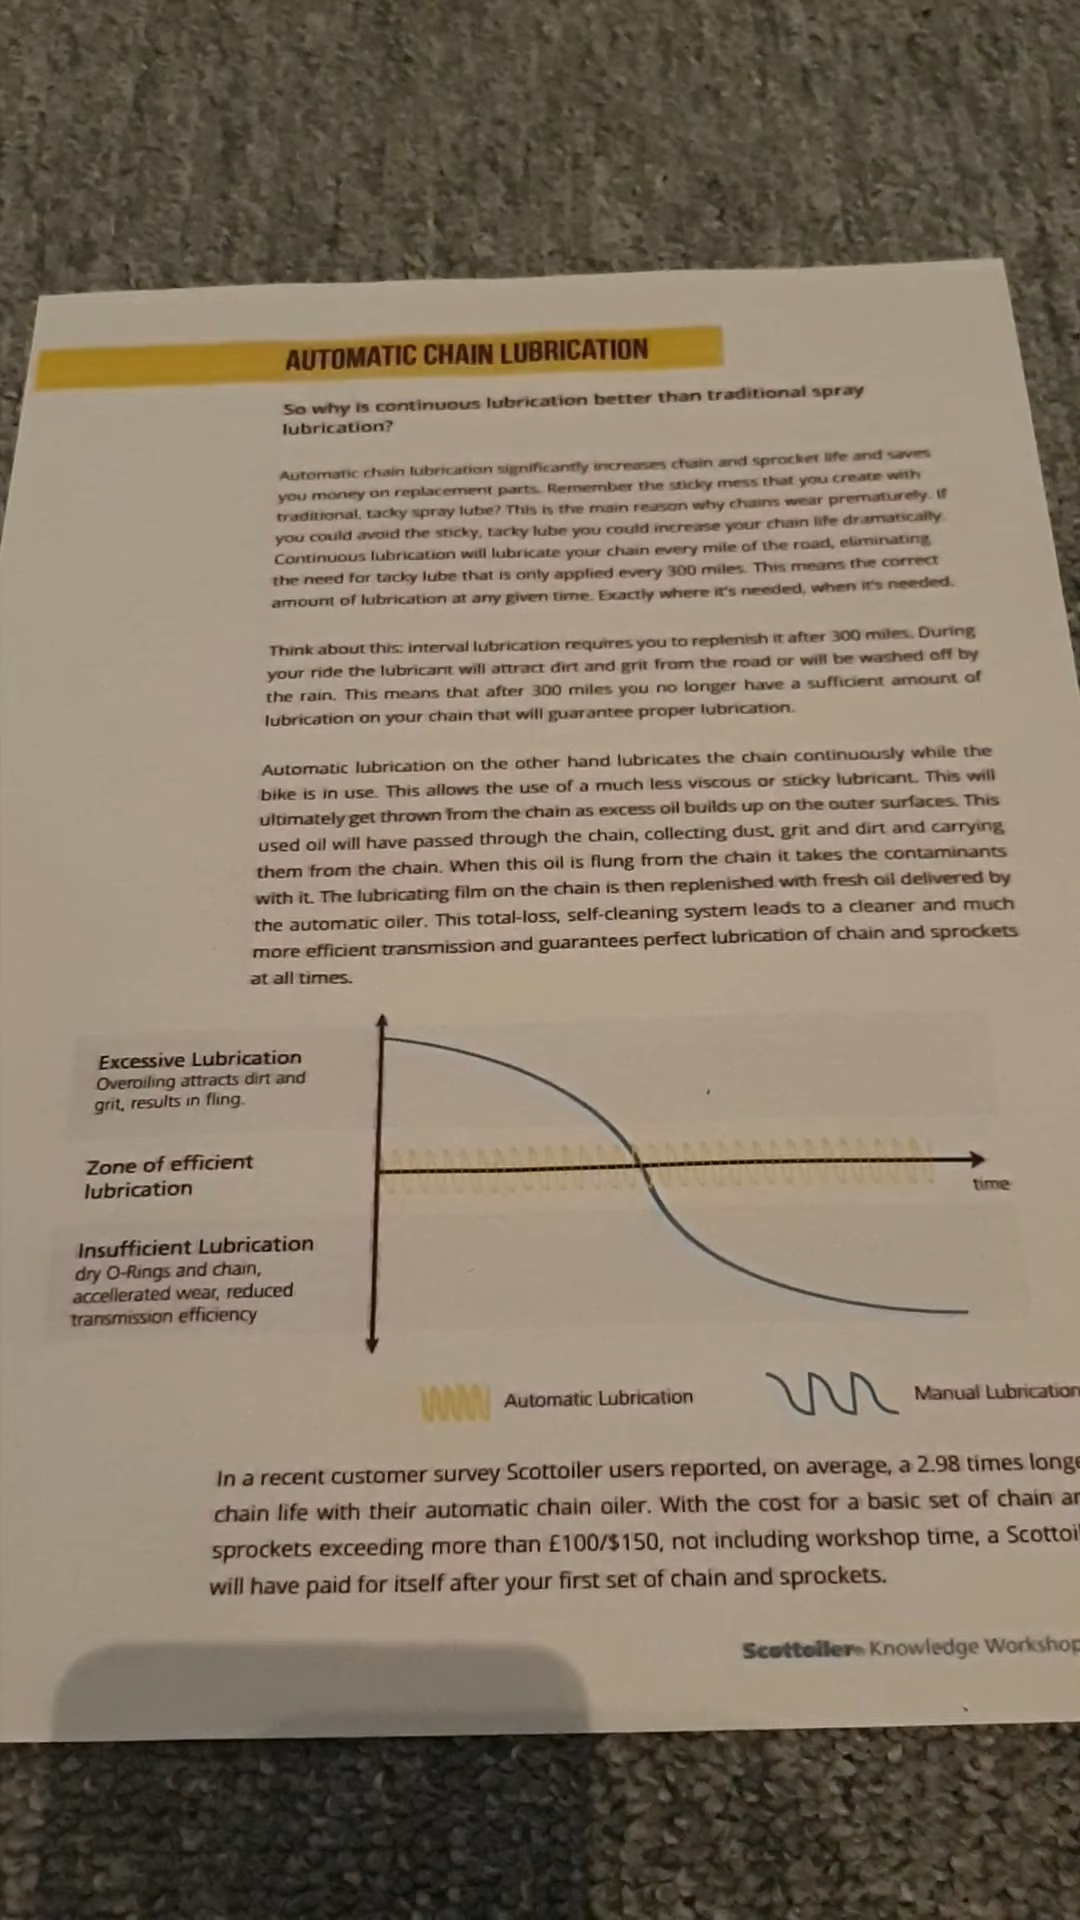 AUTOMATIC CHAIN LUBRICATION
So why is continuous lubrication better than traditional spray
lubrication?
Automatic chain lubrication significantly increases chain and sprocket life and saves
you money on replacement parts. Remember the sticky mess that you create with
traditional, tacky spray lube? This is the main reason why chains wear prematurely. If
you could avoid the sticky, tacky lube you could increase your chain life dramatically.
Continuous lubrication will lubricate your chain every mile of the road, eliminating
the need for tacky lube that is only applied every 300 miles. This means the correct
amount of lubrication at any given time. Exactly where it's needed, when it's needed.
Think about this: interval lubrication requires you to replenish it after 300 miles. During
your ride the lubricant will attract dirt and grit from the road or will be washed off by
the rain. This means that after 300 miles you no longer have a sufficient amount of
lubrication on your chain that will guarantee proper lubrication.
Automatic lubrication on the other hand lubricates the chain continuously while the
bike is in use. This allows the use of a much less viscous or sticky lubricant. This will
ultimately get thrown from the chain as excess oil builds up on the outer surfaces. This
used oil will have passed through the chain, collecting dust, grit and dirt and carrying
them from the chain. When this oil is flung from the chain it takes the contaminants
with it. The lubricating film on the chain is then replenished with fresh oil delivered by
the automatic oiler. This total-loss, self-cleaning system leads to a cleaner and much
more efficient transmission and guarantees perfect lubrication of chain and sprockets
at all times.
Excessive Lubrication
Overoiling attracts dirt and
grit, results in fling.
Zone of efficient
lubrication
time
Insufficient Lubrication
dry O-Rings and chain,
accellerated wear, reduced
transmission efficiency
Automatic Lubrication
Manual Lubrication
In a recent customer survey Scottoiler users reported, on average, a 2.98 times longe
chain life with their automatic chain oiler. With the cost for a basic set of chain an
sprockets exceeding more than £100/$150, not including workshop time, a Scottoil
will have paid for itself after your first set of chain and sprockets.
Scottoiler® Knowledge Workshop